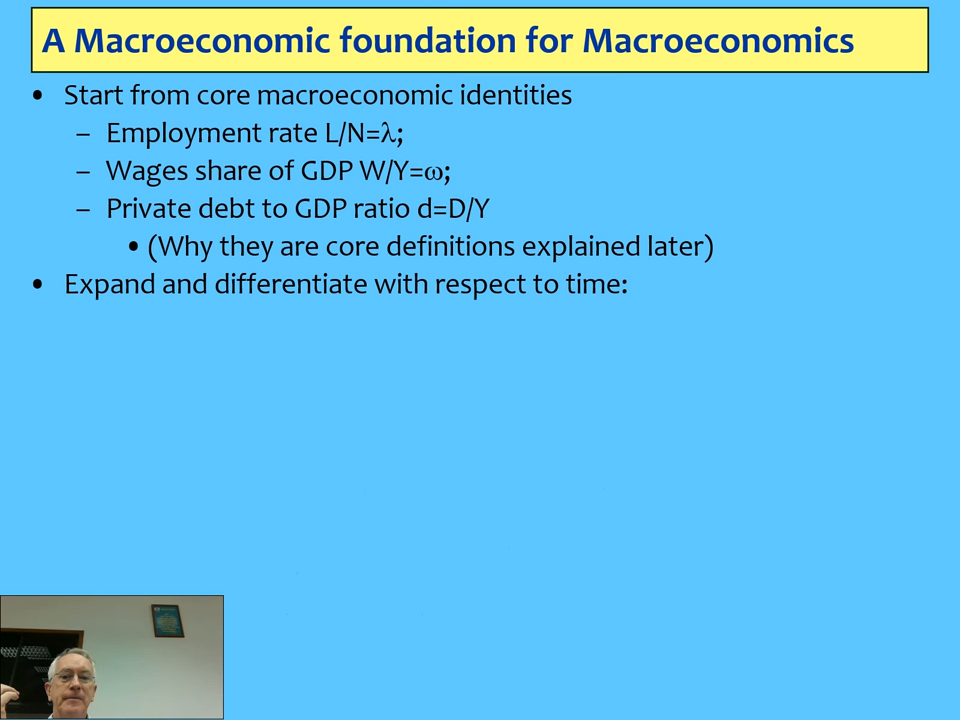 A Macroeconomic foundation for Macroeconomics
• Start from core macroeconomic identities
– Employment rate L/N=λ;
– Wages share of GDP W/Y=ω;
– Private debt to GDP ratio d=D/Y
• (Why they are core definitions explained later)
• Expand and differentiate with respect to time: